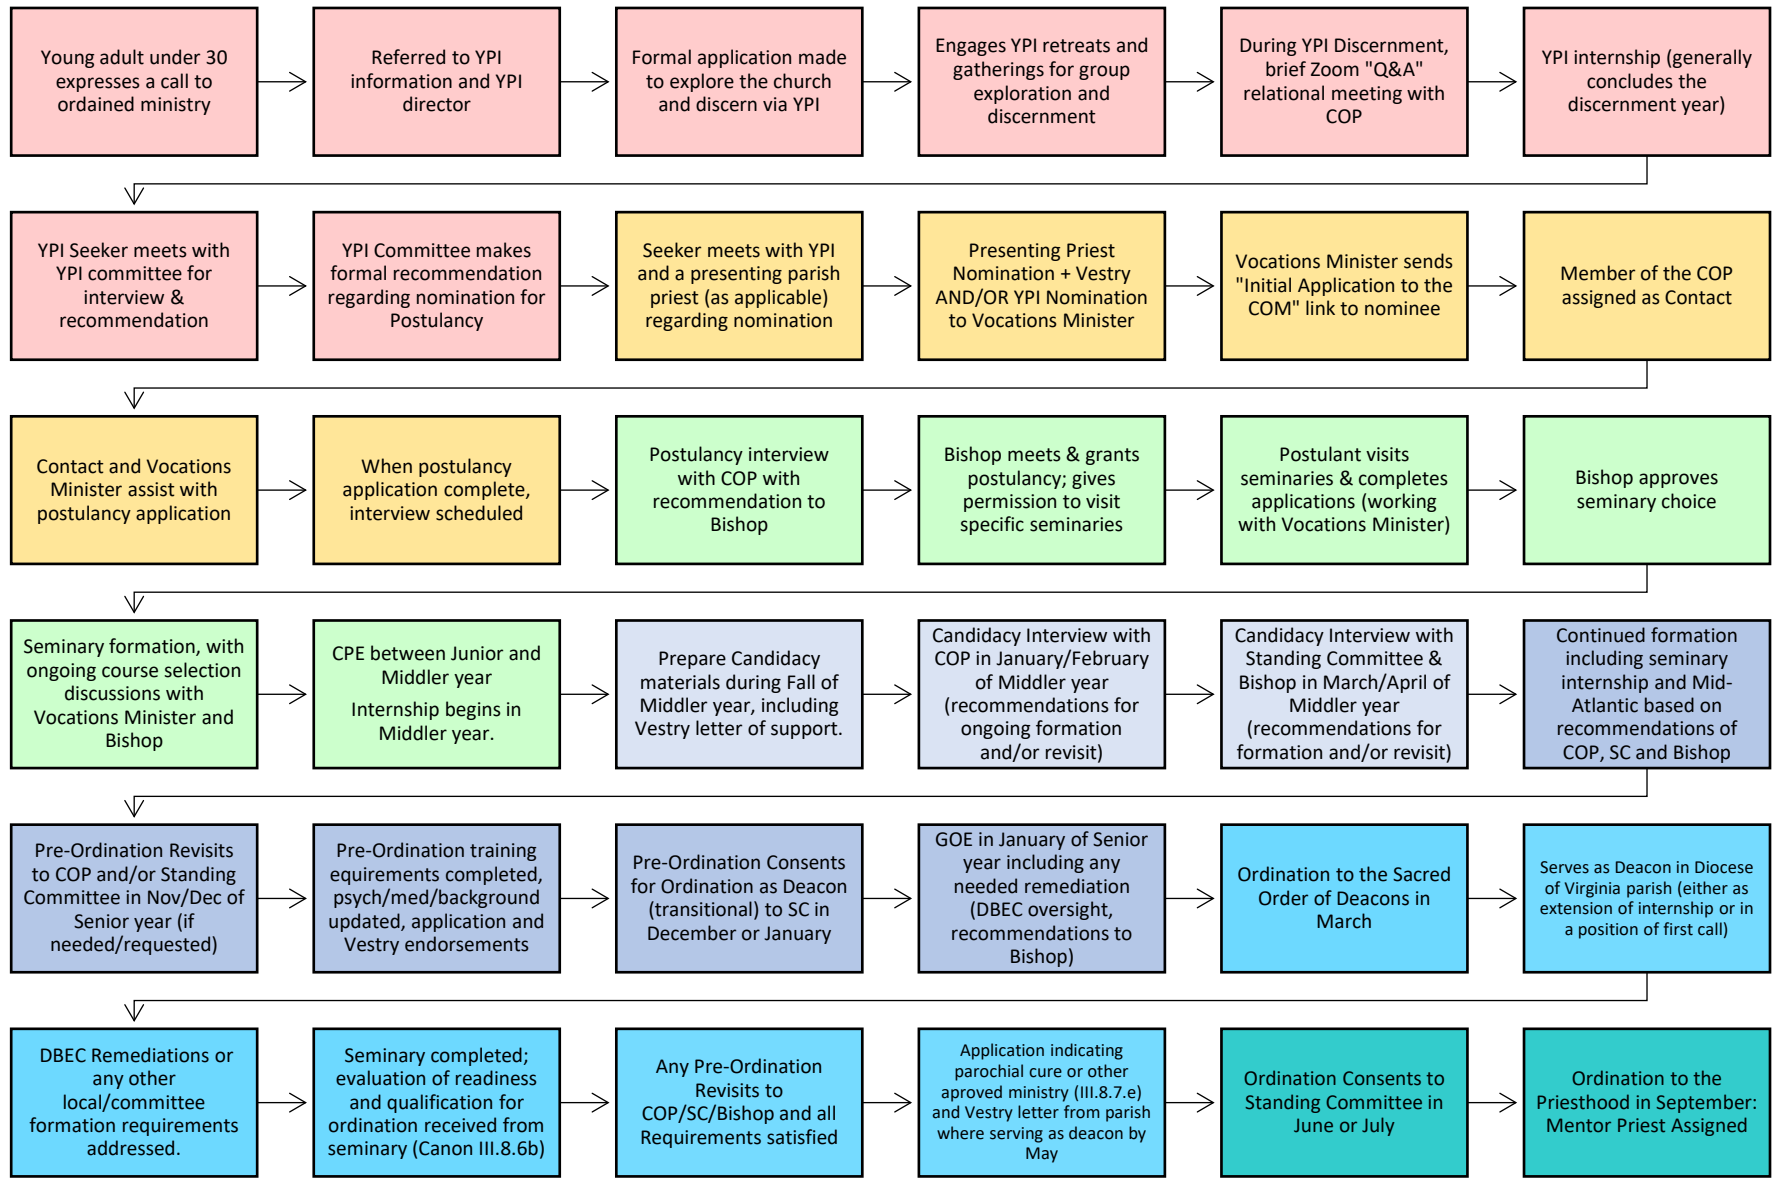 Young adult under 30
expresses a call to
ordained ministry
Referred to YPI
information and YPI
director
Formal application made
to explore the church
and discern via YPI
Engages YPI retreats and
gatherings for group
exploration and
discernment
During YPI Discernment,
brief Zoom "Q&A"
relational meeting with
COP
YPI internship (generally
concludes the
discernment year)
YPI Seeker meets with
YPI committee for
interview &
recommendation
YPI Committee makes
formal recommendation
regarding nomination for
Postulancy
Seeker meets with YPI
and a presenting parish
priest (as applicable)
regarding nomination
Presenting Priest
Nomination + Vestry
AND/OR YPI Nomination
to Vocations Minister
Vocations Minister sends
"Initial Application to the
COM" link to nominee
Member of the COP
assigned as Contact
Contact and Vocations
Minister assist with
postulancy application
When postulancy
application complete,
interview scheduled
Postulancy interview
with COP with
recommendation to
Bishop
Bishop meets & grants
postulancy; gives
permission to visit
specific seminaries
Postulant visits
seminaries & completes
applications (working
with Vocations Minister)
Bishop approves
seminary choice
Seminary formation, with
ongoing course selection
discussions with
Vocations Minister and
Bishop
CPE between Junior and
Middler year
Internship begins in
Middler year.
Prepare Candidacy
materials during Fall of
Middler year, including
Vestry letter of support.
Candidacy Interview with
COP in January/February
of Middler year
(recommendations for
ongoing formation
and/or revisit)
Candidacy Interview with
Standing Committee &
Bishop in March/April of
Middler year
(recommendations for
formation and/or revisit)
Continued formation
including seminary
internship and Mid-
Atlantic based on
recommendations of
COP, SC and Bishop
Pre-Ordination Revisits
to COP and/or Standing
Committee in Nov/Dec of
Senior year (if
needed/requested)
Pre-Ordination training
equirements completed,
psych/med/background
updated, application and
Vestry endorsements
Pre-Ordination Consents
for Ordination as Deacon
(transitional) to SC in
December or January
GOE in January of Senior
year including any
needed remediation
(DBEC oversight,
recommendations to
Bishop)
Ordination to the Sacred
Order of Deacons in
March
Serves as Deacon in Diocese
of Virginia parish (either as
extension of internship or in
a position of first call)
DBEC Remediations or
any other
local/committee
formation requirements
addressed.
Seminary completed;
evaluation of readiness
and qualification for
ordination received from
seminary (Canon III.8.6b)
Any Pre-Ordination
Revisits to
COP/SC/Bishop and all
Requirements satisfied
Application indicating
parochial cure or other
aproved ministry (III.8.7.e)
and Vestry letter from parish
where serving as deacon by
May
Ordination Consents to
Standing Committee in
June or July
Ordination to the
Priesthood in September:
Mentor Priest Assigned